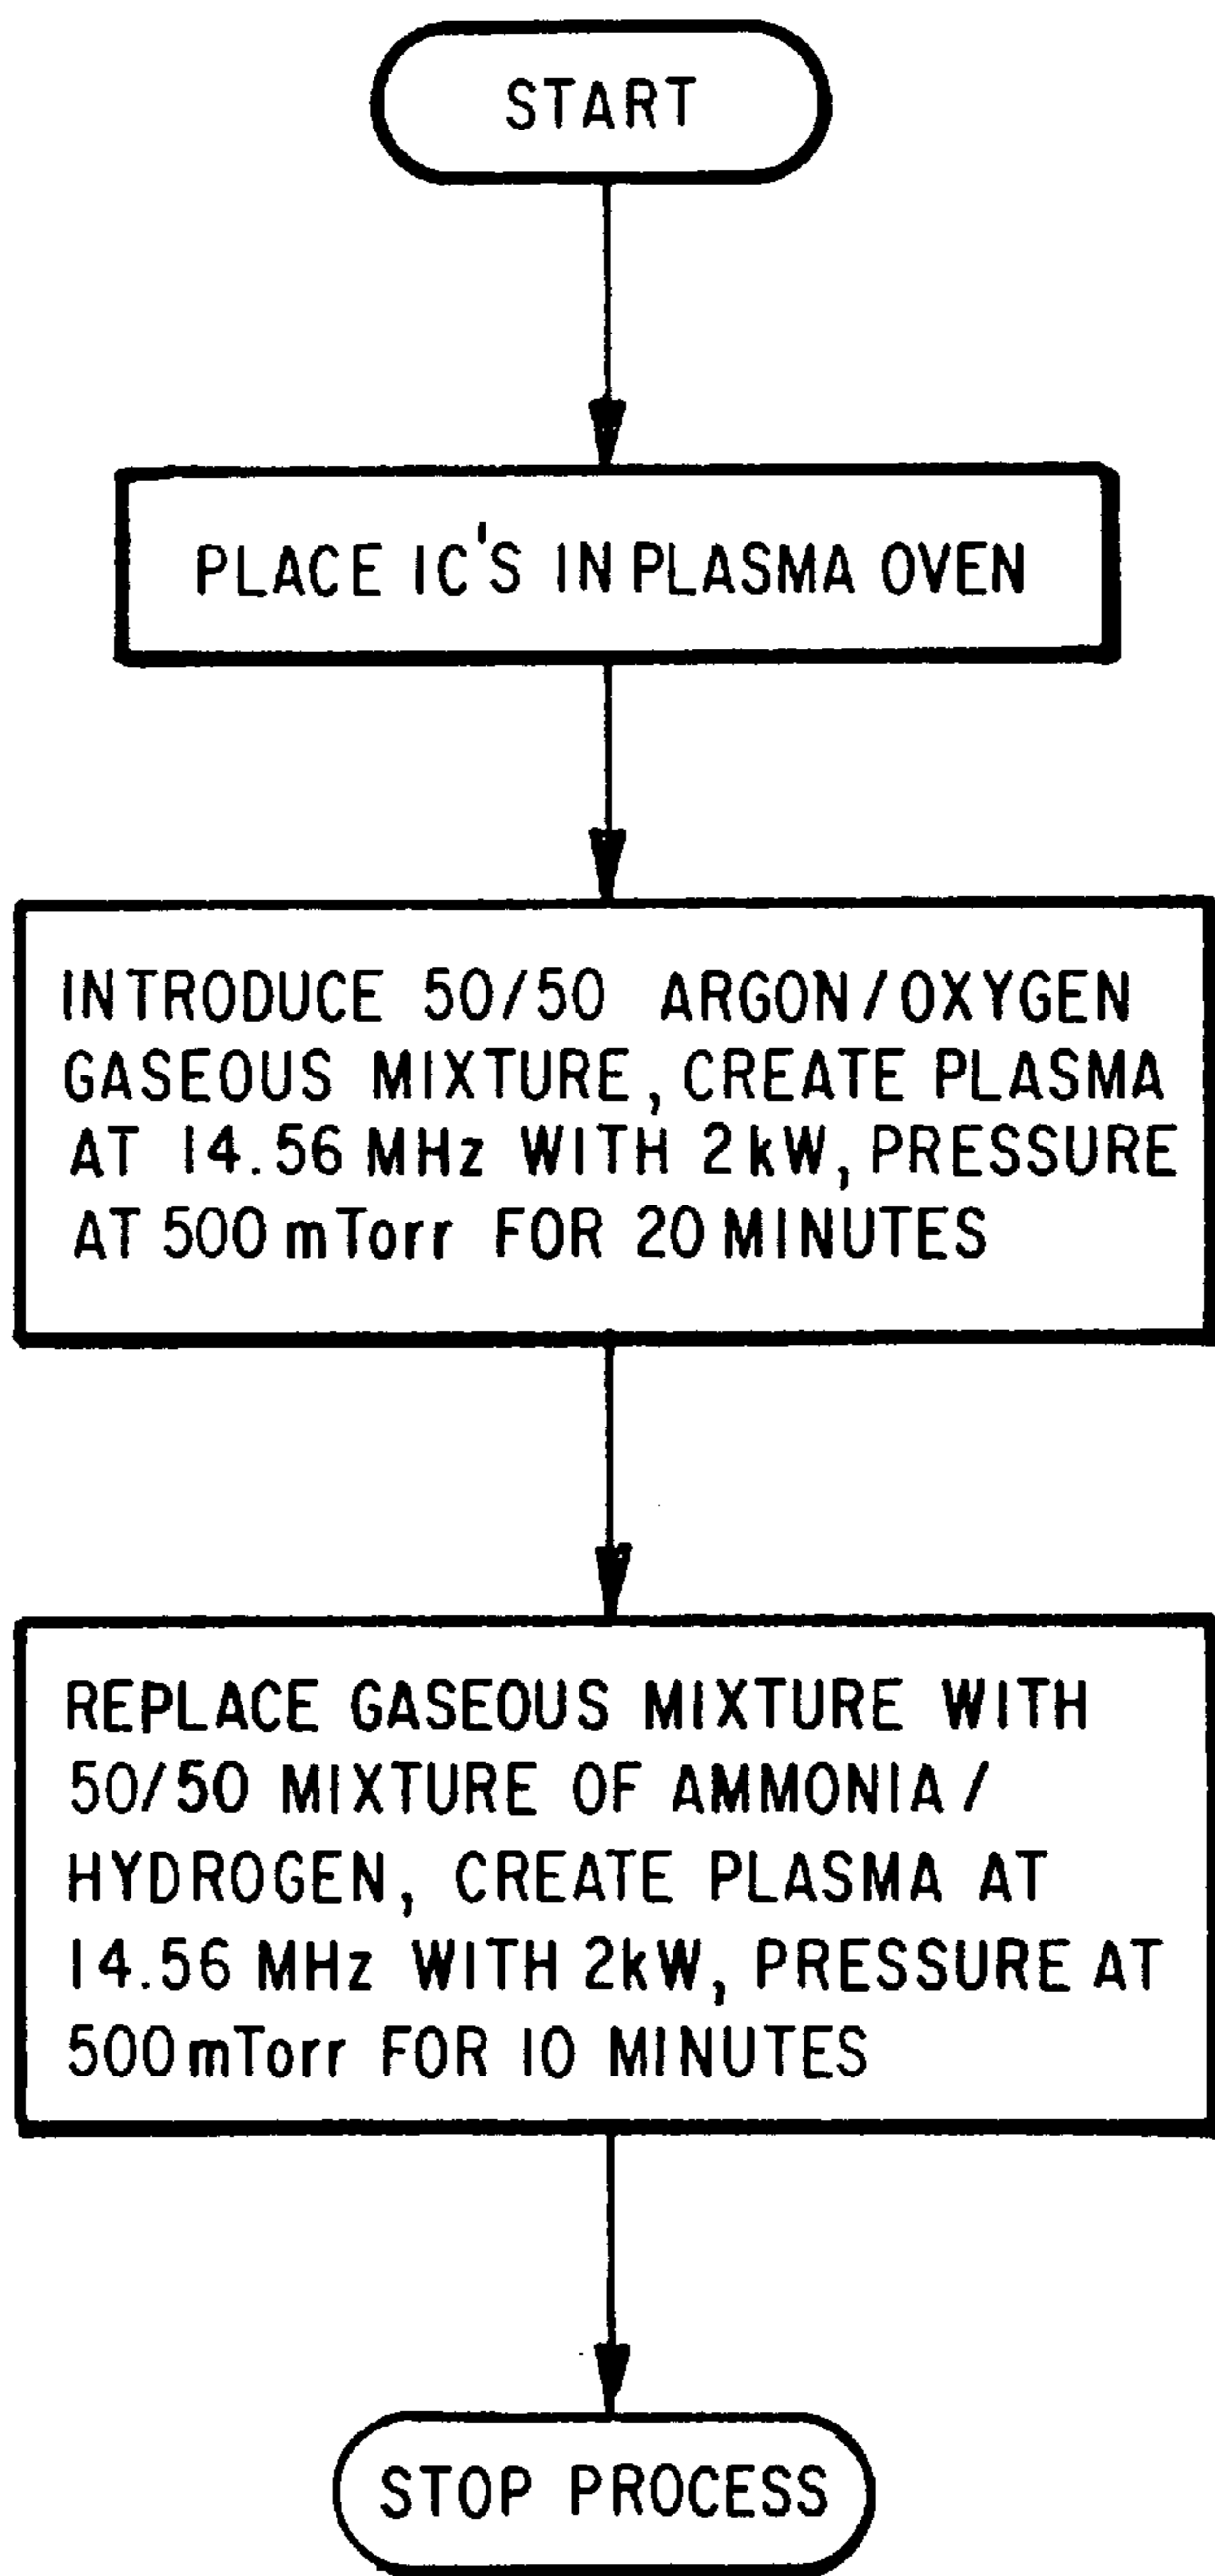 START
PLACE IC'S IN PLASMA OVEN
INTRODUCE 50/50 ARGON/OXYGEN
GASEOUS MIXTURE, CREATE PLASMA
AT 14.56 MHz WITH 2kW, PRESSURE
AT 500 mTorr FOR 20 MINUTES
REPLACE GASEOUS MIXTURE WITH
50/50 MIXTURE OF AMMONIA/
HYDROGEN, CREATE PLASMA AT
14.56 MHz WITH 2kW, PRESSURE AT
500 mTorr FOR 10 MINUTES
STOP PROCESS